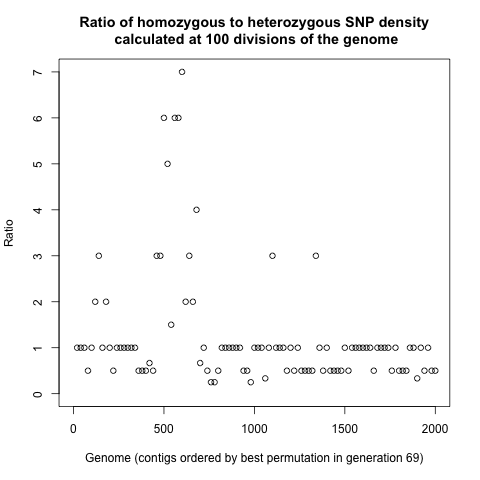 Ratio of homozygous to heterozygous SNP density
calculated at 100 divisions of the genome
Ratio
7
6
5
4
3
2
1
0
0 500 1000 1500 2000
Genome (contigs ordered by best permutation in generation 69)